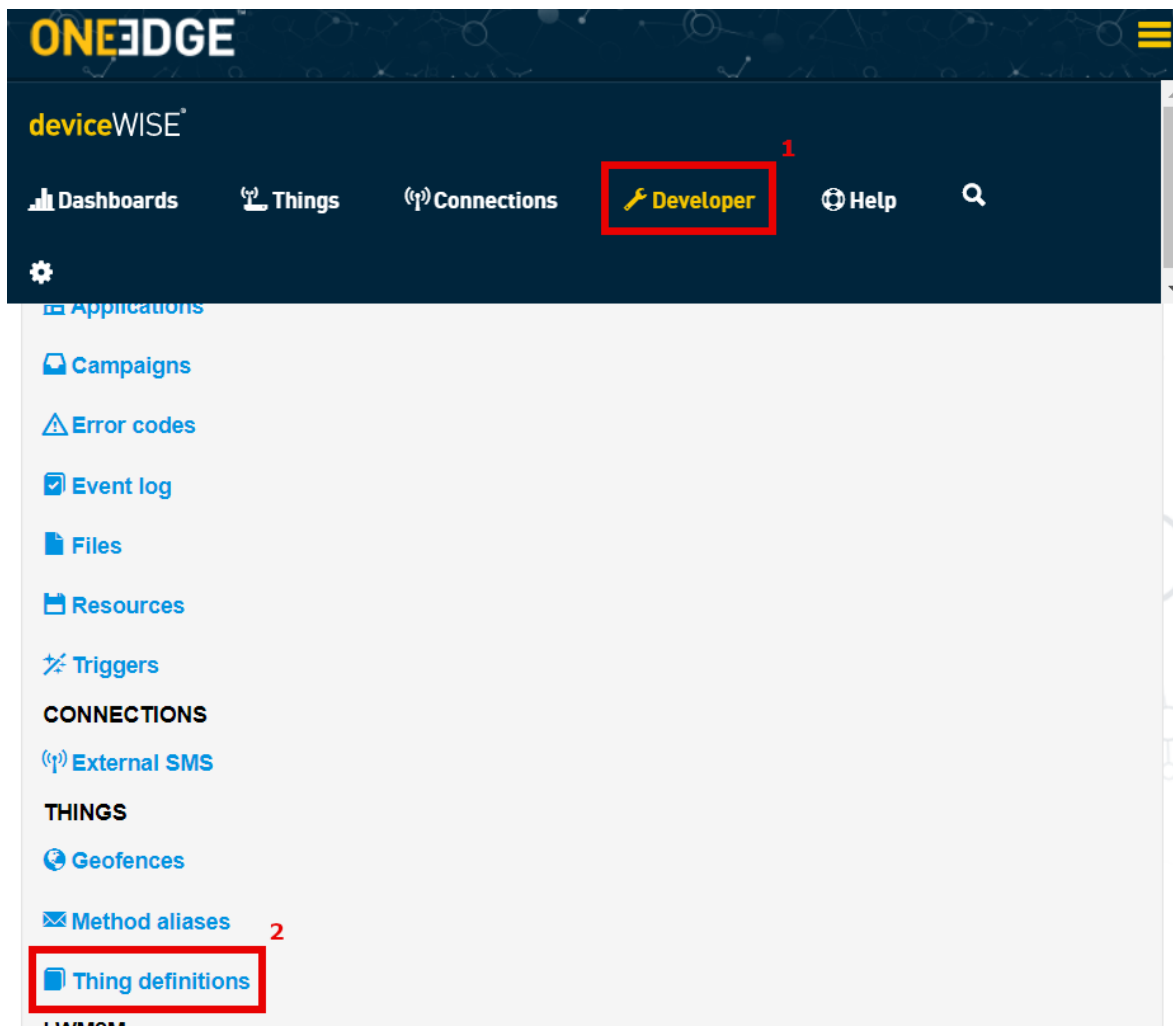 ONEEDGE
deviceWISE®
1
Dashboards Things Connections Developer Help
Applications
Campaigns
Error codes
Event log
Files
Resources
Triggers
CONNECTIONS
External SMS
THINGS
Geofences
Method aliases
2
Thing definitions
LWM2M